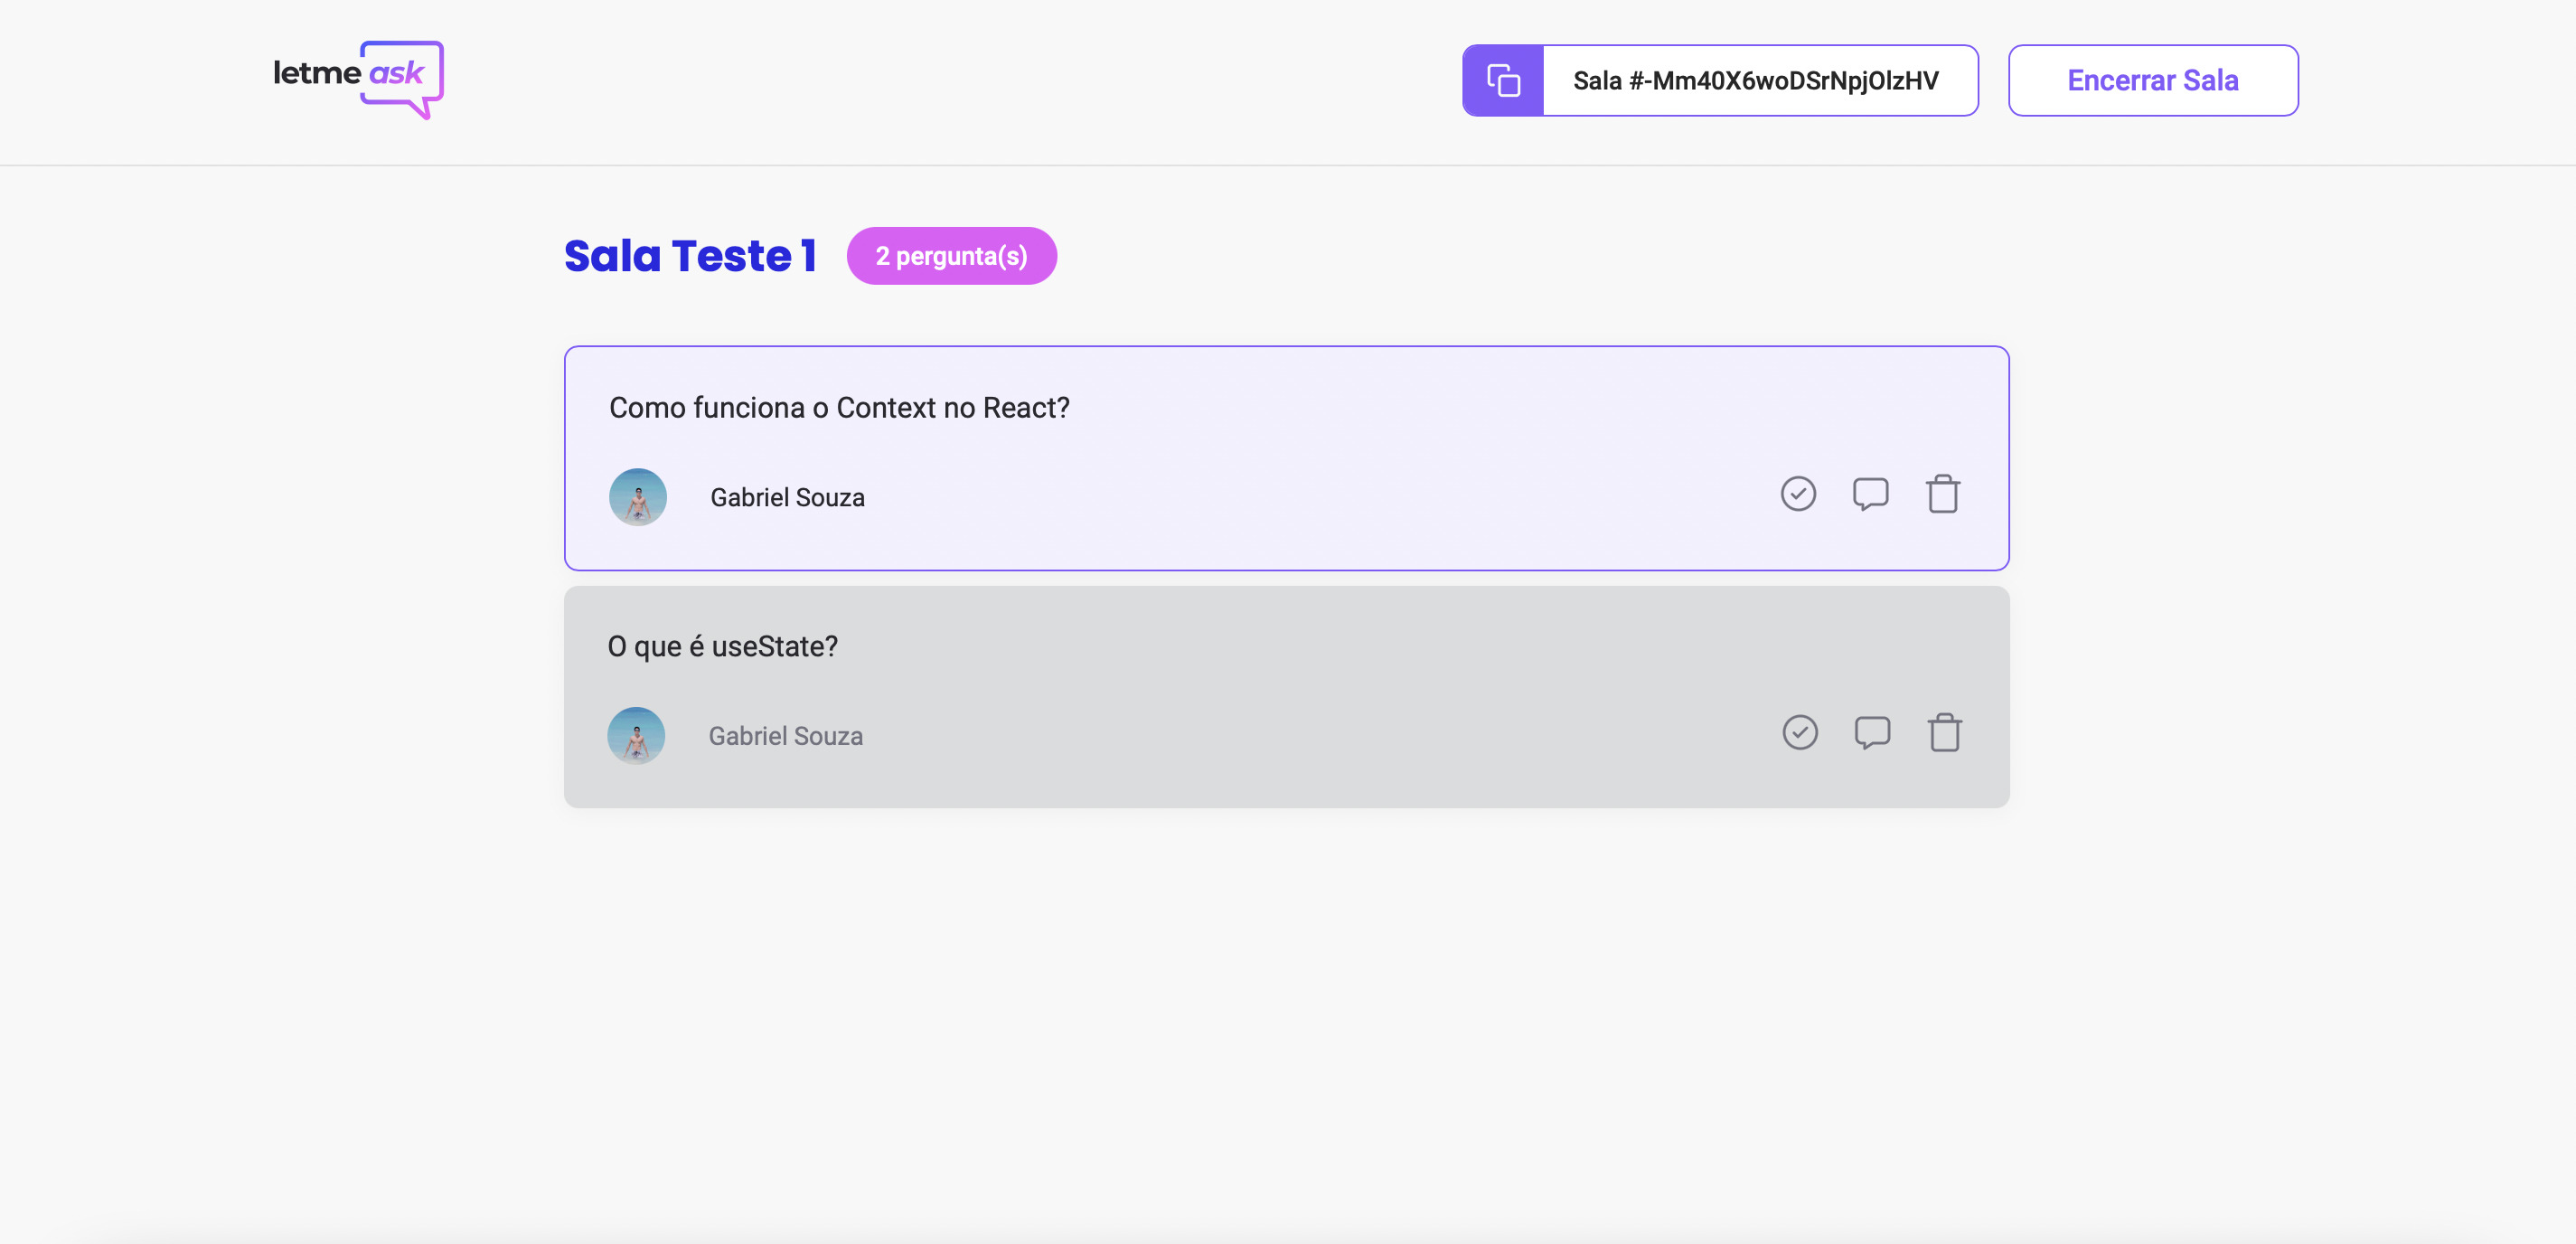 letme ask
Sala #-Mm40X6woDSrNpjOlzHV
Encerrar Sala
Sala Teste 1
2 pergunta(s)
Como funciona o Context no React?
Gabriel Souza
O que é useState?
Gabriel Souza